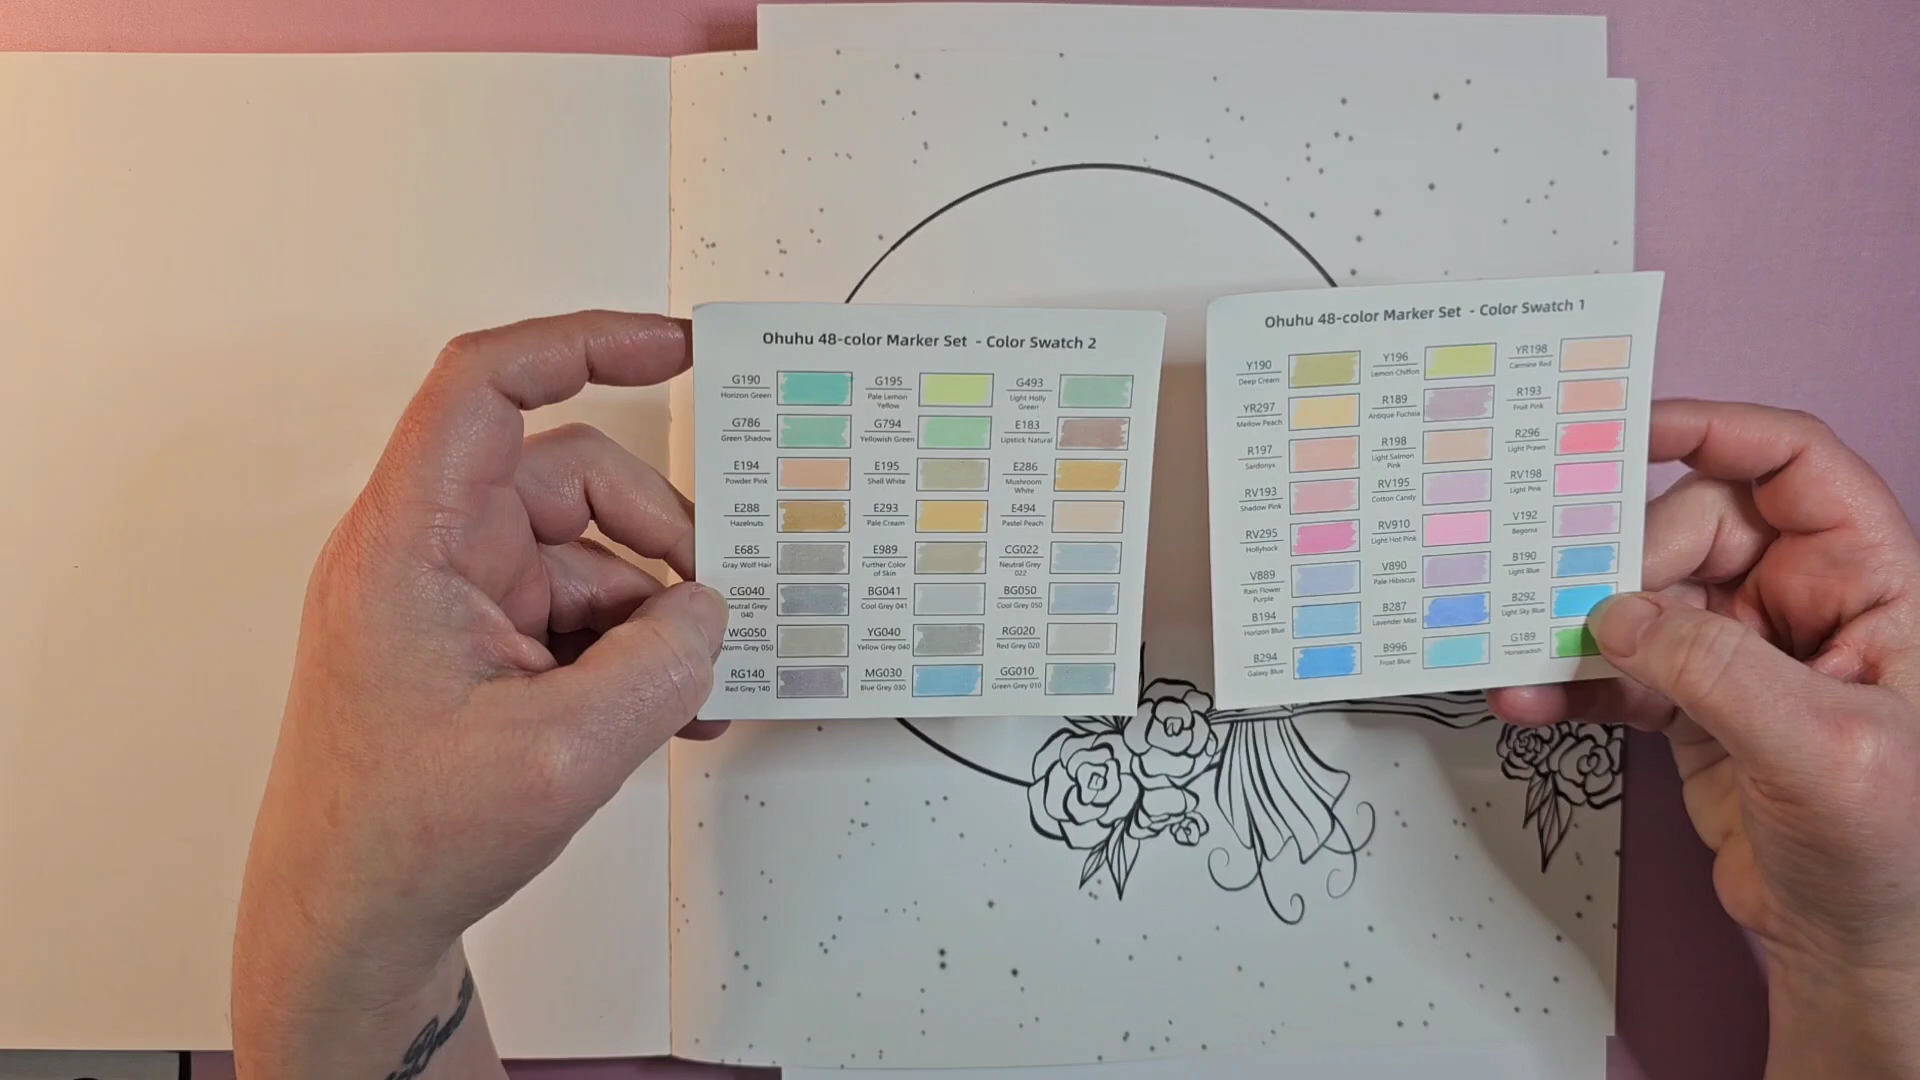 Ohuhu 48-color Marker Set - Color Swatch 2
G190
Horizon Green
G195
Pale Lemon
Yellow
G493
Light Holly
Green
G786
Green Shadow
G794
Yellowish Green
E183
Lipstick Natural
E194
Powder Pink
E195
Shell White
E286
Mushroom
White
E288
Hazelnuts
E293
Pale Cream
E494
Pastel Peach
E685
Gray Wolf Hair
E989
Further Color
of Skin
CG022
Neutral Grey
022
CG040
Neutral Grey
040
BG041
Cool Grey 041
BG050
Cool Grey 050
WG050
Warm Grey 050
YG040
Yellow Grey 040
RG020
Red Grey 020
RG140
Red Grey 140
MG030
Blue Grey 030
GG010
Green Grey 010
Ohuhu 48-color Marker Set - Color Swatch 1
Y190
Deep Cream
Y196
Lemon Chiffon
YR198
Carmine Red
YR297
Mellow Peach
R189
Antique Fuchsia
R193
Fruit Pink
R197
Sardonyx
R198
Light Salmon
Pink
R296
Light Prawn
RV193
Shadow Pink
RV195
Cotton Candy
RV198
Light Pink
RV295
Hollyhock
RV910
Light Hot Pink
V192
Begonia
V889
Rain Flower
Purple
V890
Pale Hibiscus
B190
Light Blue
B194
Horizon Blue
B287
Lavender Mist
B292
Light Sky Blue
B294
Galaxy Blue
B996
Frost Blue
G189
Horseradish